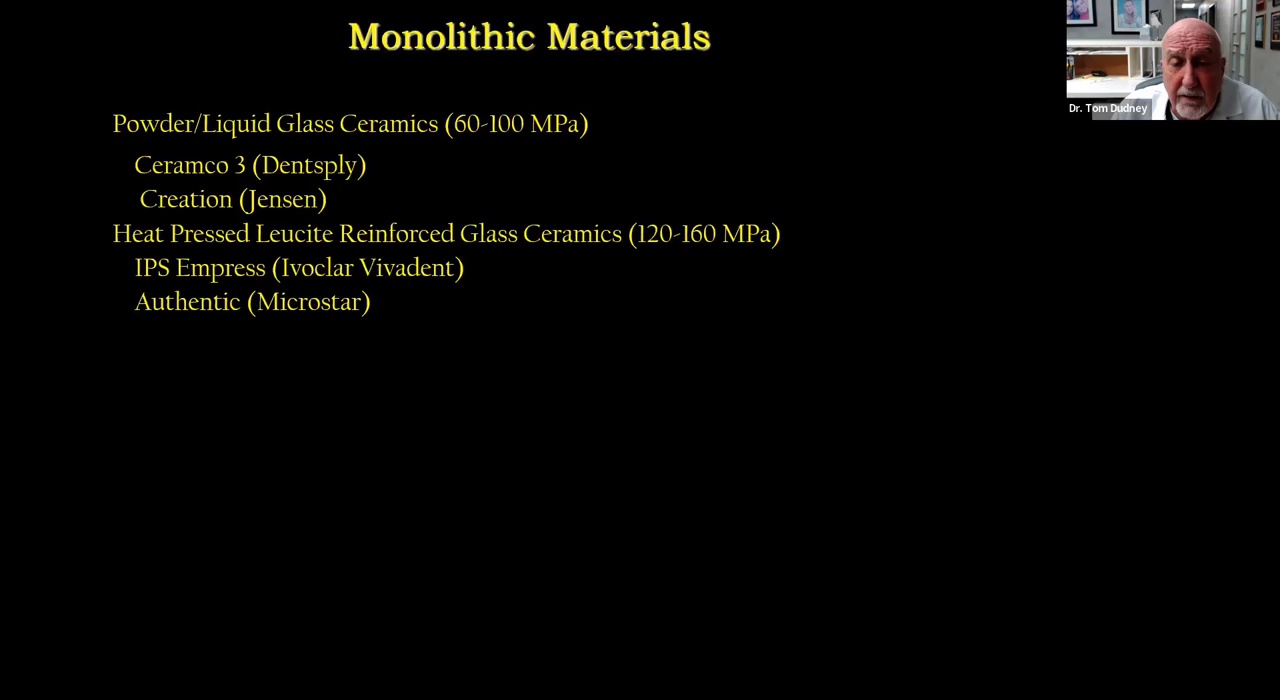 Monolithic Materials
Dr. Tom Dudney
Powder/Liquid Glass Ceramics (60-100 MPa)
Ceramco 3 (Dentsply)
Creation (Jensen)
Heat Pressed Leucite Reinforced Glass Ceramics (120-160 MPa)
IPS Empress (Ivoclar Vivadent)
Authentic (Microstar)